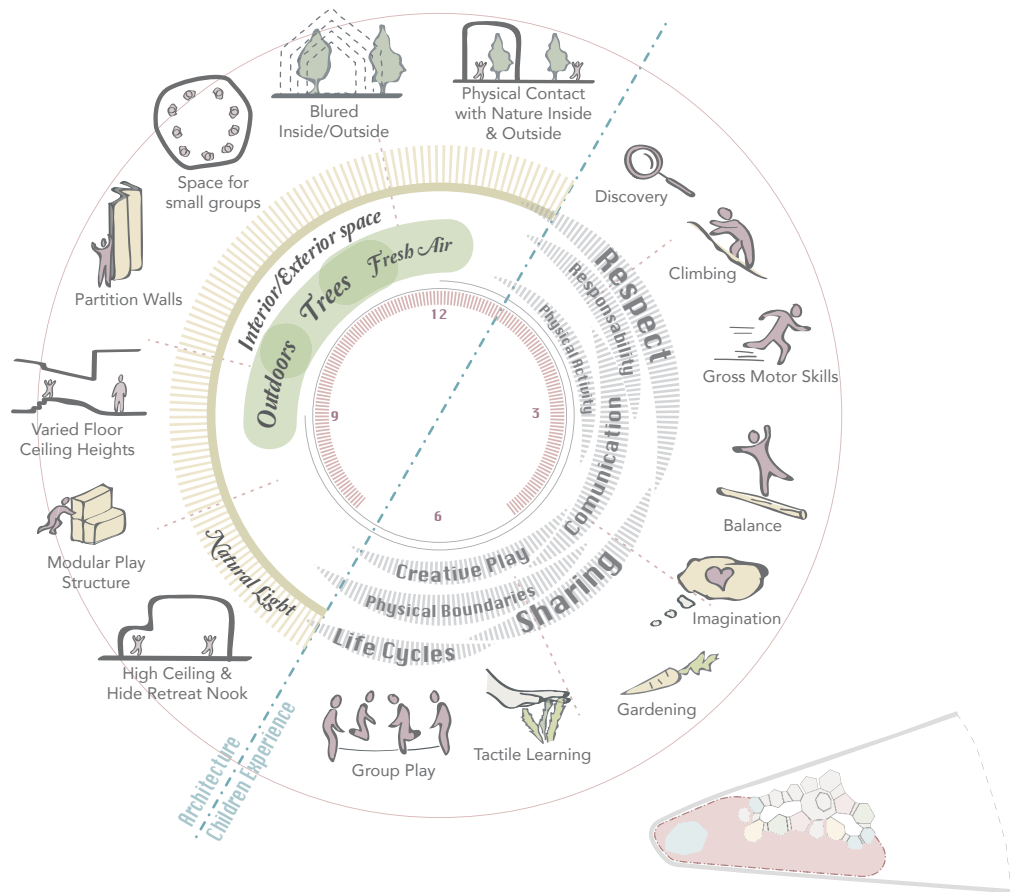 Blured
Inside/Outside
Physical Contact
with Nature Inside
& Outside
Space for
small groups
Discovery
Partition Walls
Climbing
Interior/Exterior space
Fresh Air
Trees
Outdoors
Respect
Responsability
Physical Activity
12
3
6
9
Gross Motor Skills
Varied Floor
Ceiling Heights
Comunication
Balance
Modular Play
Structure
Natural Light
Creative Play
Physical Boundaries
Sharing
Life Cycles
Imagination
High Ceiling &
Hide Retreat Nook
Gardening
Group Play
Tactile Learning
Architecture
Children Experience